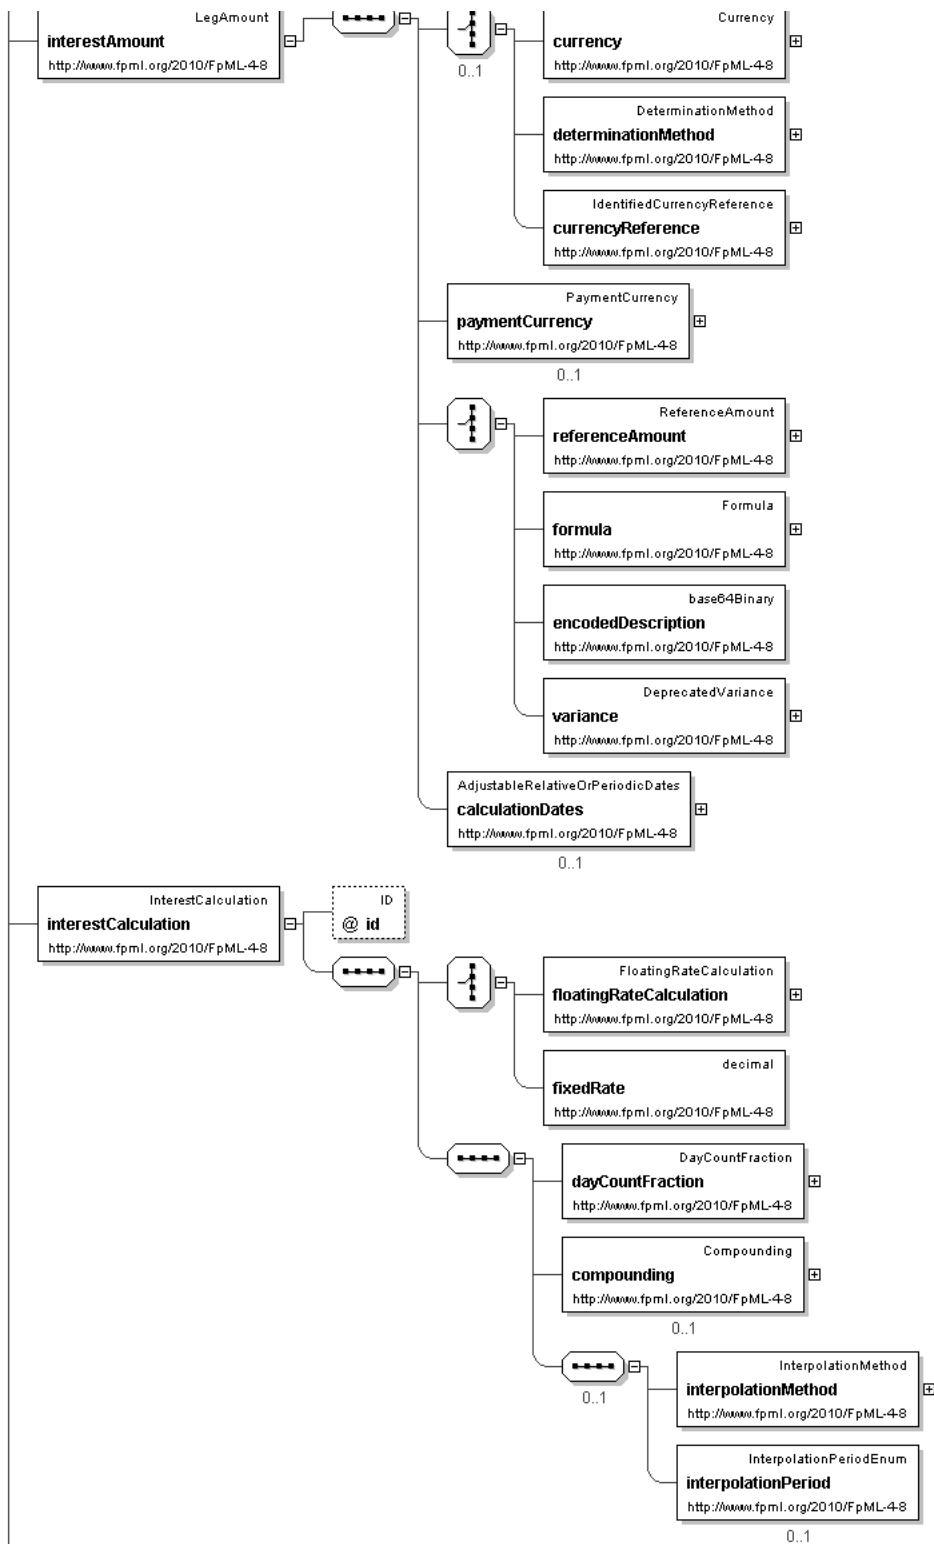 LegAmount
interestAmount
http://www.fpml.org/2010/FpML-4-8
0..1
Currency
currency
http://www.fpml.org/2010/FpML-4-8
DeterminationMethod
determinationMethod
http://www.fpml.org/2010/FpML-4-8
IdentifiedCurrencyReference
currencyReference
http://www.fpml.org/2010/FpML-4-8
PaymentCurrency
paymentCurrency
http://www.fpml.org/2010/FpML-4-8
0..1
ReferenceAmount
referenceAmount
http://www.fpml.org/2010/FpML-4-8
Formula
formula
http://www.fpml.org/2010/FpML-4-8
base64Binary
encodedDescription
http://www.fpml.org/2010/FpML-4-8
DeprecatedVariance
variance
http://www.fpml.org/2010/FpML-4-8
AdjustableRelativeOrPeriodicDates
calculationDates
http://www.fpml.org/2010/FpML-4-8
0..1
InterestCalculation
interestCalculation
http://www.fpml.org/2010/FpML-4-8
ID
@ id
FloatingRateCalculation
floatingRateCalculation
http://www.fpml.org/2010/FpML-4-8
decimal
fixedRate
http://www.fpml.org/2010/FpML-4-8
DayCountFraction
dayCountFraction
http://www.fpml.org/2010/FpML-4-8
Compounding
compounding
http://www.fpml.org/2010/FpML-4-8
0..1
0..1
InterpolationMethod
interpolationMethod
http://www.fpml.org/2010/FpML-4-8
InterpolationPeriodEnum
interpolationPeriod
http://www.fpml.org/2010/FpML-4-8
0..1